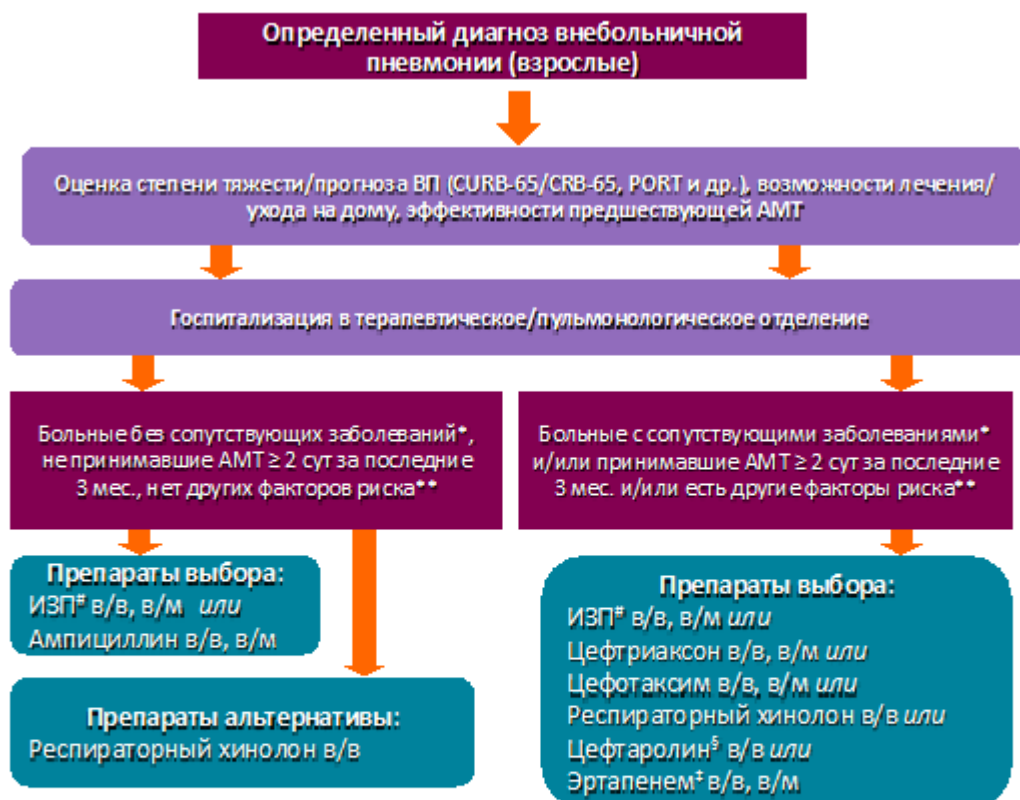 Определенный диагноз внебольничной
пневмонии (взрослые)
Оценка степени тяжести/прогноза ВП (CURB-65/CRB-65, PORT и др.), возможности лечения/
ухода на дому, эффективности предшествующей АМТ
Госпитализация в терапевтическое/пульмонологическое отделение
Больные без сопутствующих заболеваний*,
не принимавшие АМТ ≥ 2 сут за последние
3 мес., нет других факторов риска**
Больные с сопутствующими заболеваниями*
и/или принимавшие АМТ ≥ 2 сут за последние
3 мес. и/или есть другие факторы риска**
Препараты выбора:
ИЗП# в/в, в/м или
Ампициллин в/в, в/м
Препараты альтернативы:
Респираторный хинолон в/в
Препараты выбора:
ИЗП# в/в, в/м или
Цефтриаксон в/в, в/м или
Цефотаксим в/в, в/м или
Респираторный хинолон в/в или
Цефтаролин§ в/в или
Эртапенем‡ в/в, в/м